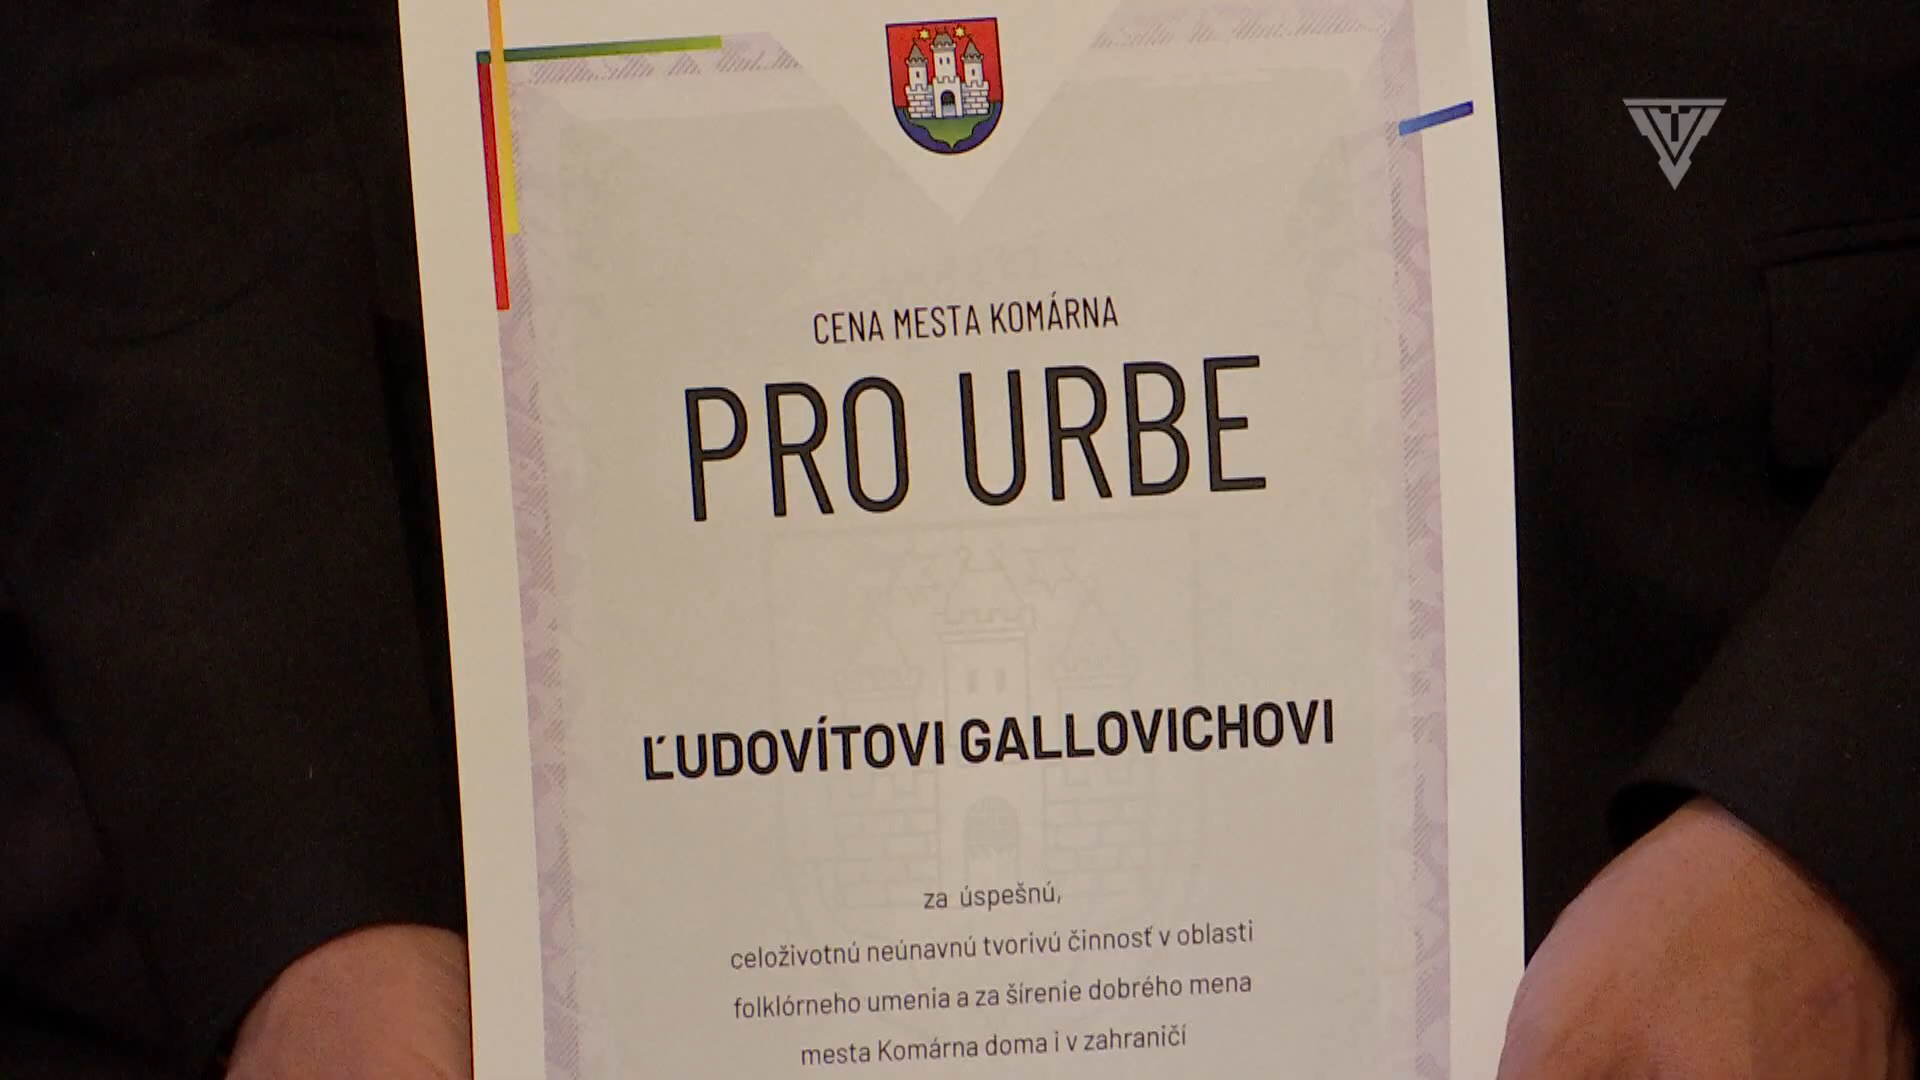 CENA MESTA KOMÁRNA
PRO URBE
ĽUDOVÍTOVI GALLOVICHOVI
za úspešnú,
celoživotnú neúnavnú tvorivú činnosť v oblasti
folklórneho umenia a za šírenie dobrého mena
mesta Komárna doma i v zahraničí